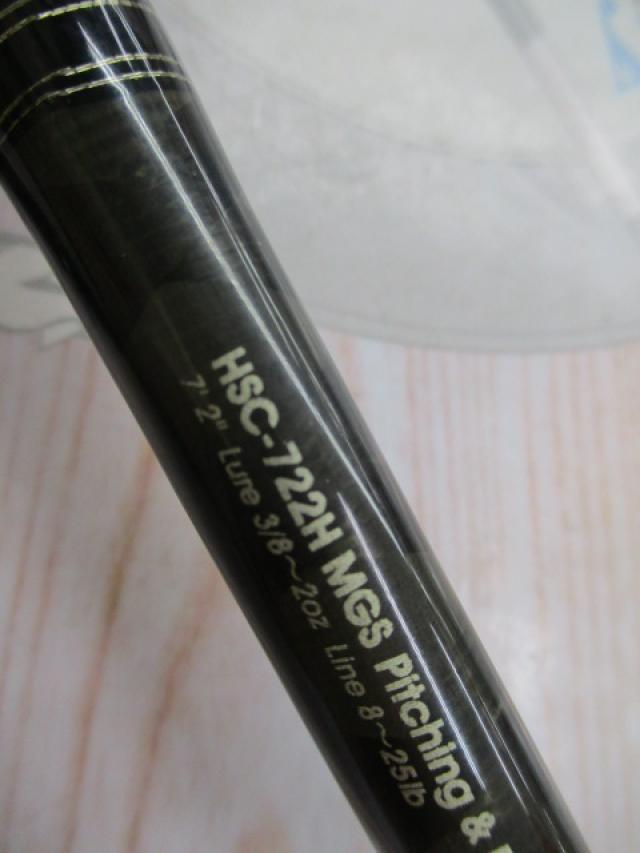 HSC-722H MGS Pitching &
7'2" Lure 3/8～2oz Line 8～25lb